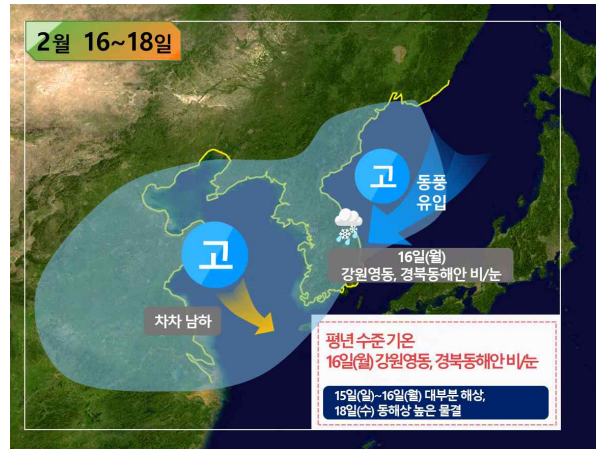 2월 16~18일
고
동풍
유입
16일(월)
강원영동, 경북동해안 비/눈
고
차차 남하
평년 수준 기온
16일(월) 강원영동, 경북동해안 비/눈
15일(일)~16일(월) 대부분 해상,
18일(수) 동해상 높은 물결